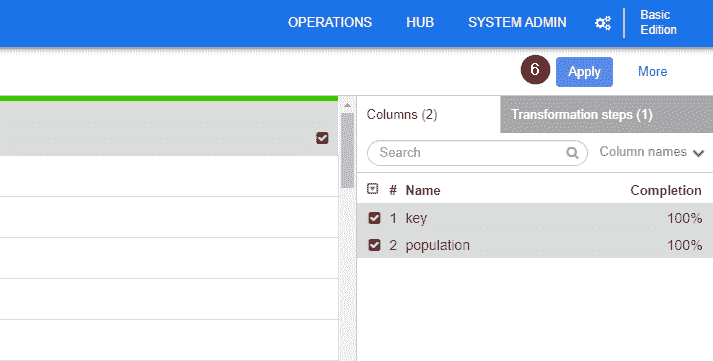 OPERATIONS HUB SYSTEM ADMIN Basic Edition
6 Apply More
Columns (2) Transformation steps (1)
Search Column names
# Name Completion
1 key 100%
2 population 100%